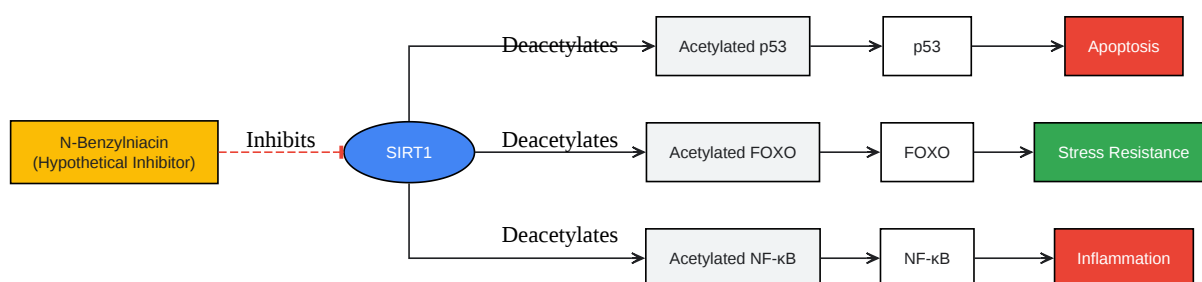 Deacetylates
Acetylated p53
p53
Apoptosis
N-Benzylniacin
(Hypothetical Inhibitor)
Inhibits
SIRT1
Deacetylates
Acetylated FOXO
FOXO
Stress Resistance
Deacetylates
Acetylated NF-κB
NF-κB
Inflammation